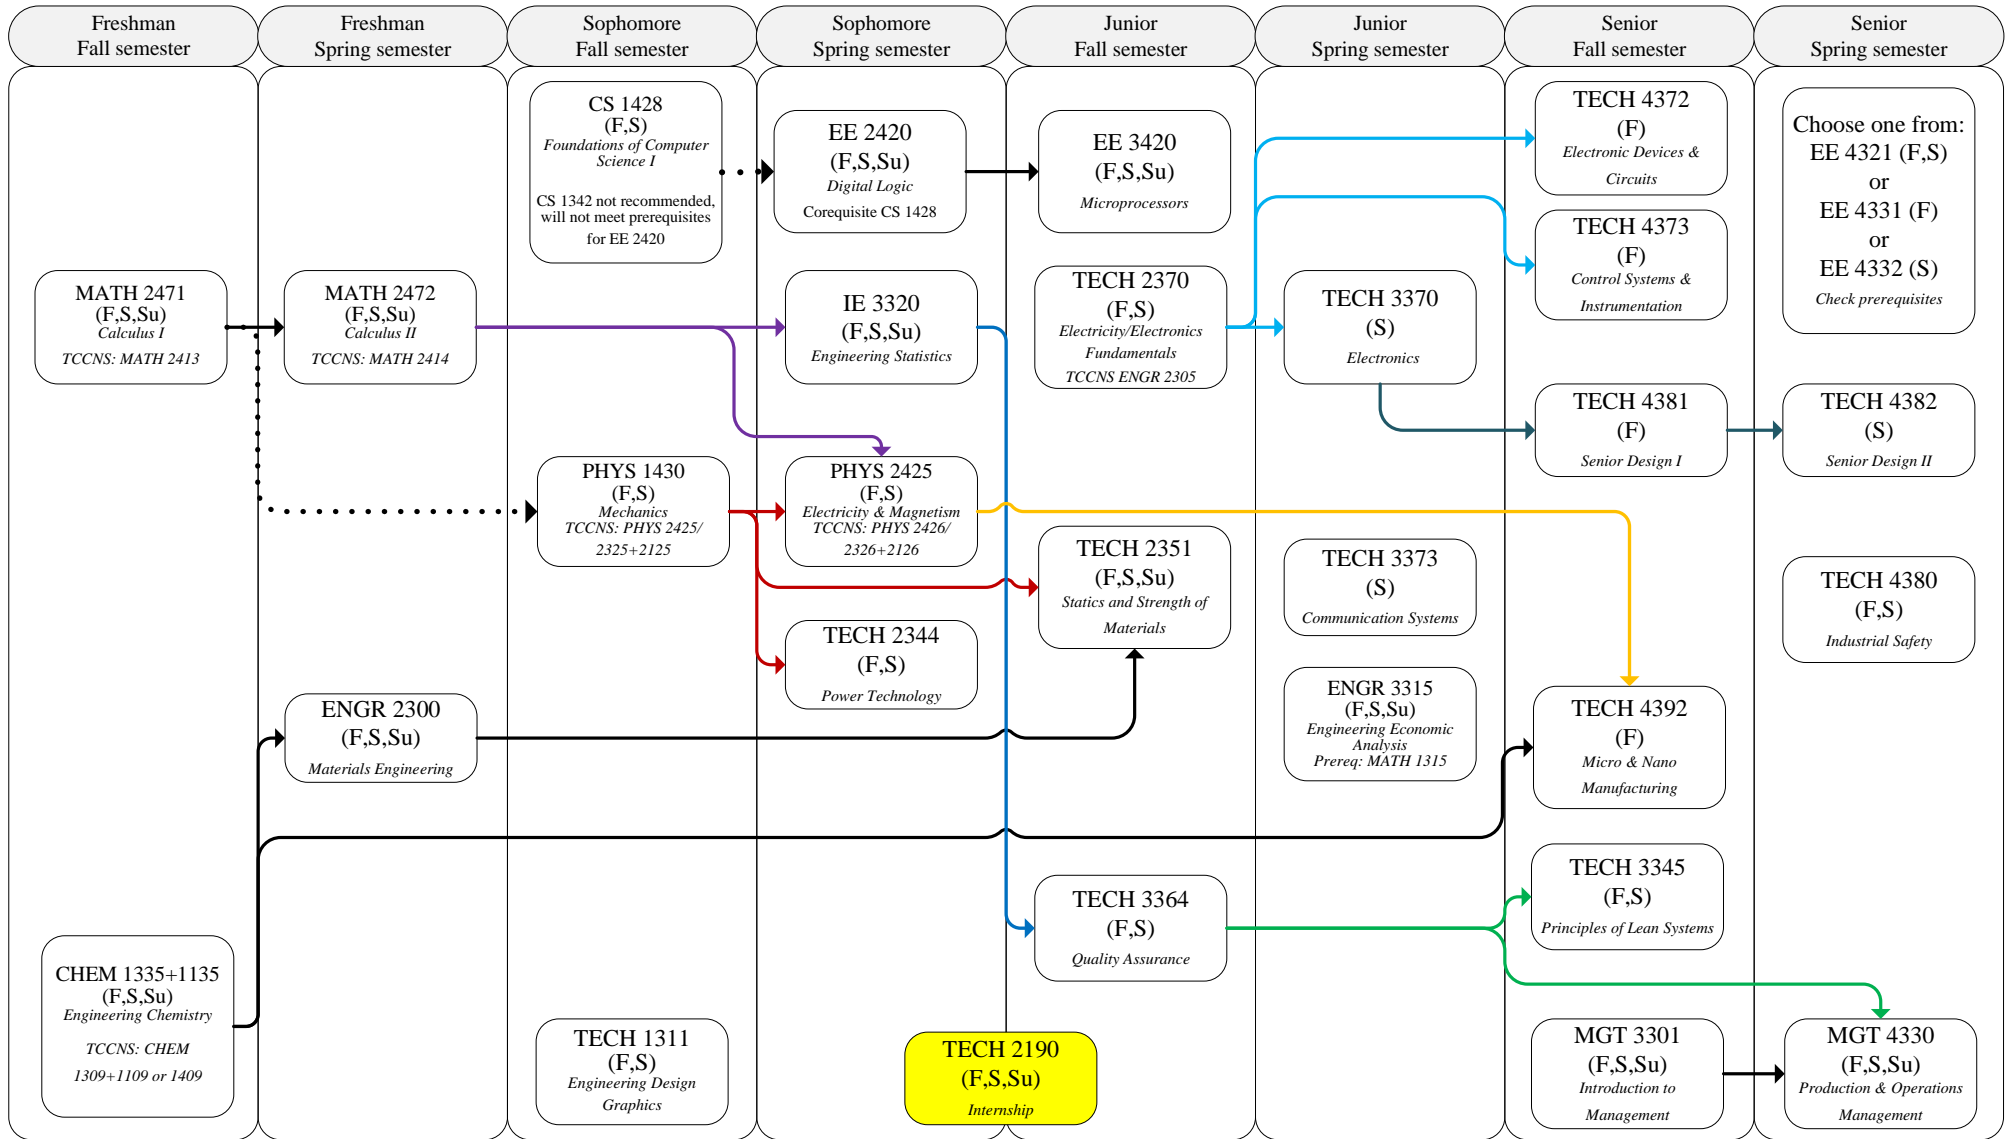 Freshman
Fall semester
Freshman
Spring semester
Sophomore
Fall semester
Sophomore
Spring semester
Junior
Fall semester
Junior
Spring semester
Senior
Fall semester
Senior
Spring semester
MATH 2471
(F,S,Su)
Calculus I
TCCNS: MATH 2413
CHEM 1335+1135
(F,S,Su)
Engineering Chemistry
TCCNS: CHEM
1309+1109 or 1409
MATH 2472
(F,S,Su)
Calculus II
TCCNS: MATH 2414
ENGR 2300
(F,S,Su)
Materials Engineering
CS 1428
(F,S)
Foundations of Computer
Science I
CS 1342 not recommended,
will not meet prerequisites
for EE 2420
PHYS 1430
(F,S)
Mechanics
TCCNS: PHYS 2425/
2325+2125
TECH 1311
(F,S)
Engineering Design
Graphics
EE 2420
(F,S,Su)
Digital Logic
Corequisite CS 1428
IE 3320
(F,S,Su)
Engineering Statistics
PHYS 2425
(F,S)
Electricity & Magnetism
TCCNS: PHYS 2426/
2326+2126
TECH 2344
(F,S)
Power Technology
TECH 2190
(F,S,Su)
Internship
EE 3420
(F,S,Su)
Microprocessors
TECH 2370
(F,S)
Electricity/Electronics
Fundamentals
TCCNS ENGR 2305
TECH 2351
(F,S,Su)
Statics and Strength of
Materials
TECH 3364
(F,S)
Quality Assurance
TECH 3370
(S)
Electronics
TECH 3373
(S)
Communication Systems
ENGR 3315
(F,S,Su)
Engineering Economic
Analysis
Prereq: MATH 1315
TECH 4372
(F)
Electronic Devices &
Circuits
TECH 4373
(F)
Control Systems &
Instrumentation
TECH 4381
(F)
Senior Design I
TECH 4392
(F)
Micro & Nano
Manufacturing
TECH 3345
(F,S)
Principles of Lean Systems
MGT 3301
(F,S,Su)
Introduction to
Management
Choose one from:
EE 4321 (F,S)
or
EE 4331 (F)
or
EE 4332 (S)
Check prerequisites
TECH 4382
(S)
Senior Design II
TECH 4380
(F,S)
Industrial Safety
MGT 4330
(F,S,Su)
Production & Operations
Management